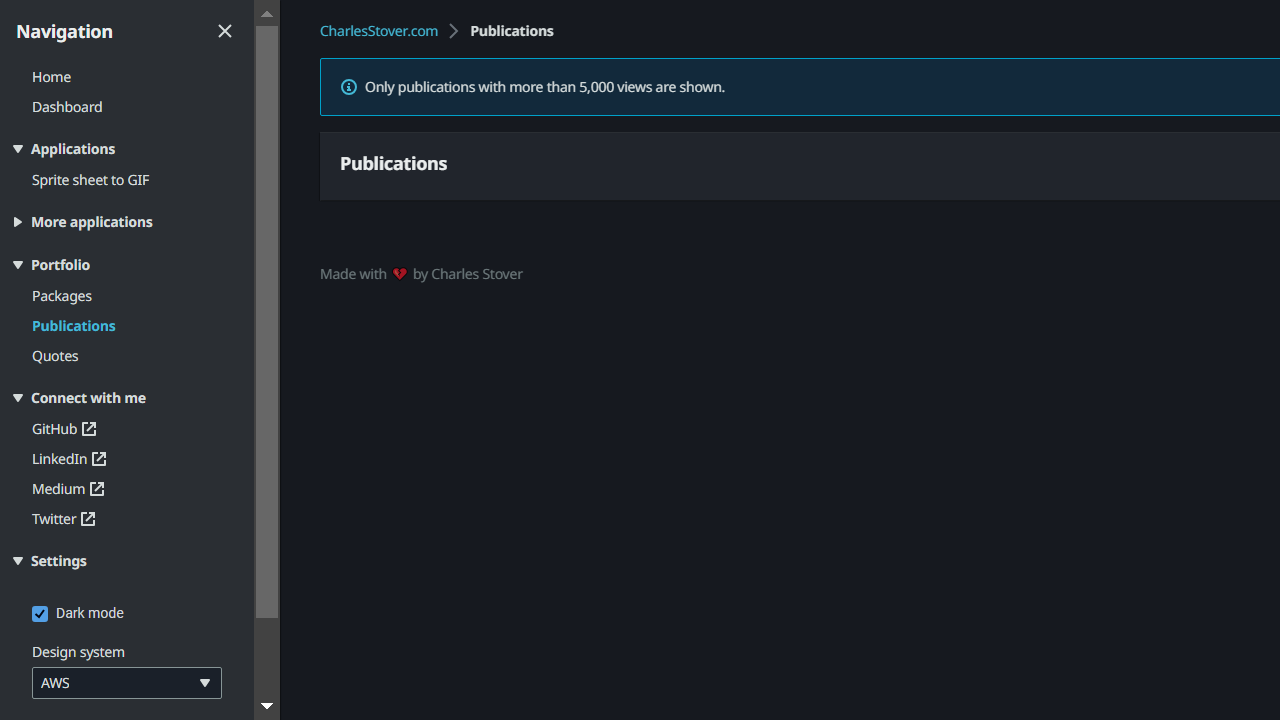 Navigation
Home
Dashboard
Applications
Sprite sheet to GIF
More applications
Portfolio
Packages
Publications
Quotes
Connect with me
GitHub
LinkedIn
Medium
Twitter
Settings
Dark mode
Design system
AWS
CharlesStover.com > Publications
Only publications with more than 5,000 views are shown.
Publications
Made with 💔 by Charles Stover